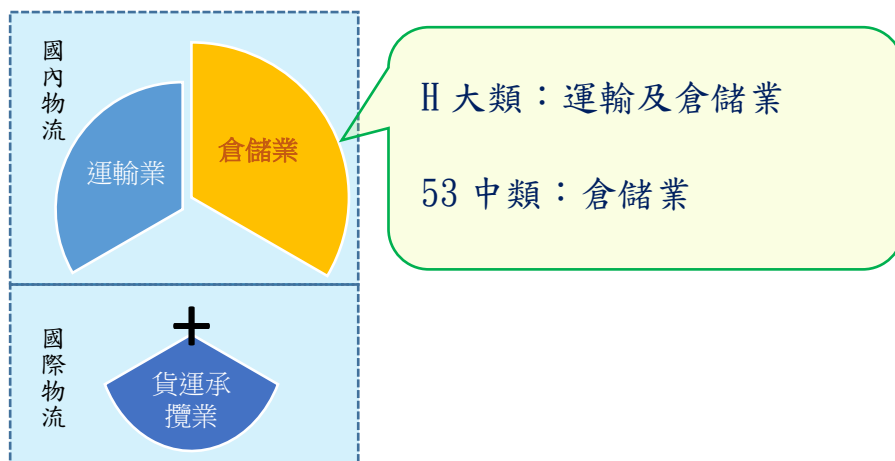 國內物流
運輸業
倉儲業
H 大類：運輸及倉儲業
53 中類：倉儲業
國際物流
貨運承
攬業